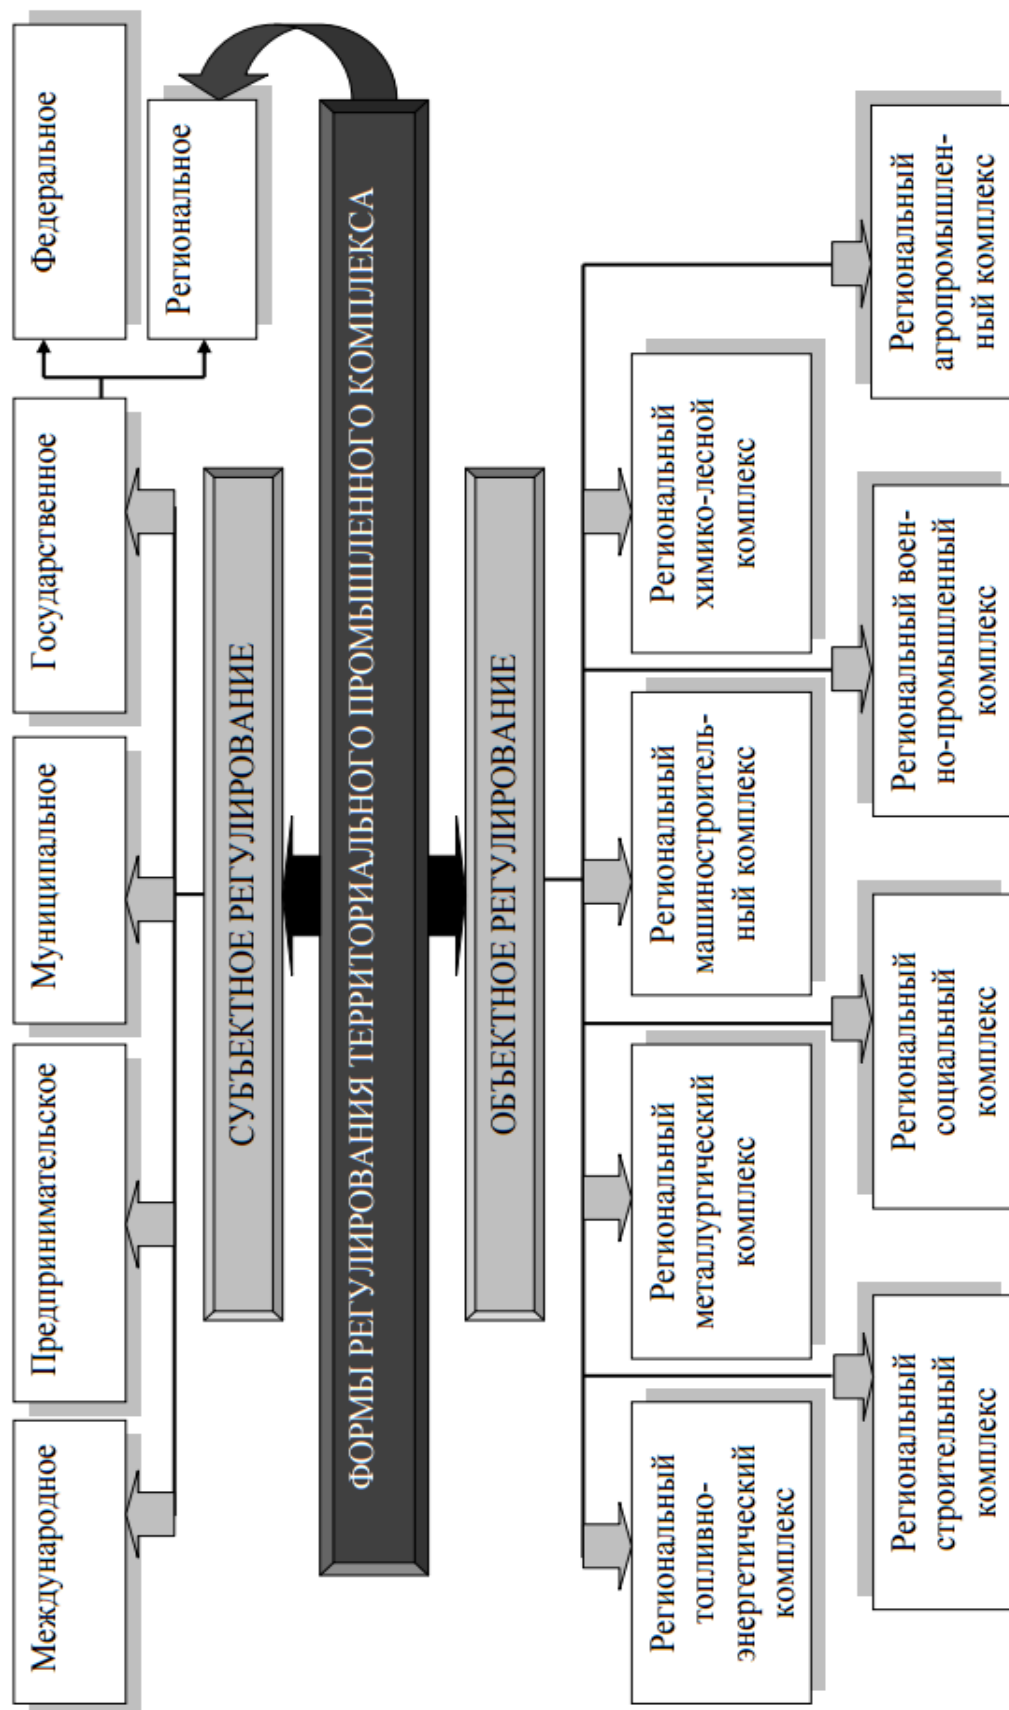 Международное
Предпринимательское
Муниципальное
Государственное
Федеральное
Региональное
СУБЪЕКТНОЕ РЕГУЛИРОВАНИЕ
ФОРМЫ РЕГУЛИРОВАНИЯ ТЕРРИТОРИАЛЬНОГО ПРОМЫШЛЕННОГО КОМПЛЕКСА
ОБЪЕКТНОЕ РЕГУЛИРОВАНИЕ
Региональный
топливно-
энергетический
комплекс
Региональный
металлургический
комплекс
Региональный
машиностроитель-
ный комплекс
Региональный
химико-лесной
комплекс
Региональный
строительный
комплекс
Региональный
социальный
комплекс
Региональный воен-
но-промышленный
комплекс
Региональный
агропромышлен-
ный комплекс